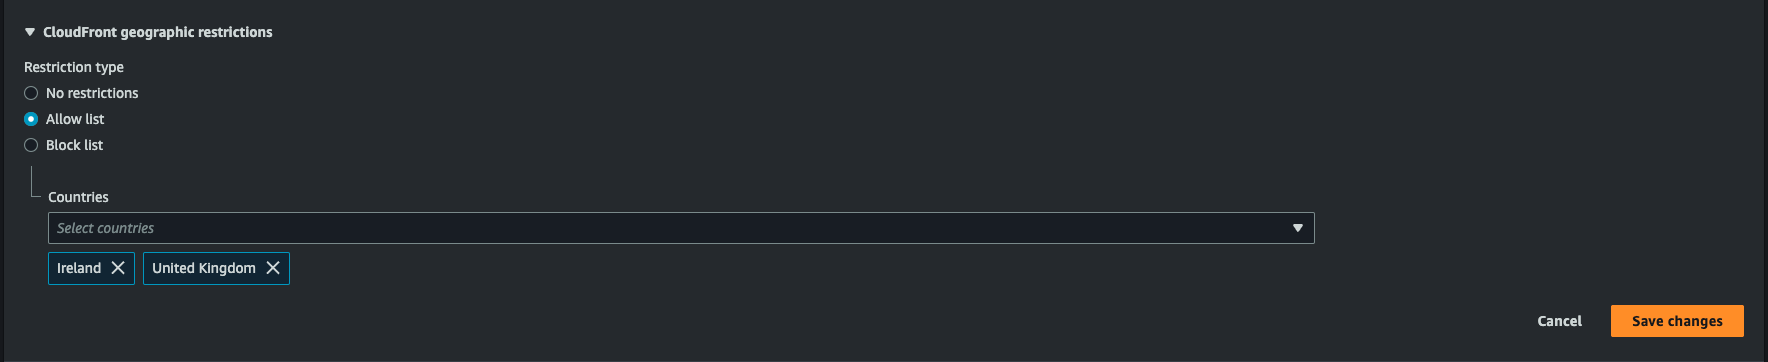 CloudFront geographic restrictions
Restriction type
No restrictions
Allow list
Block list
Countries
Select countries
Ireland United Kingdom
Cancel Save changes